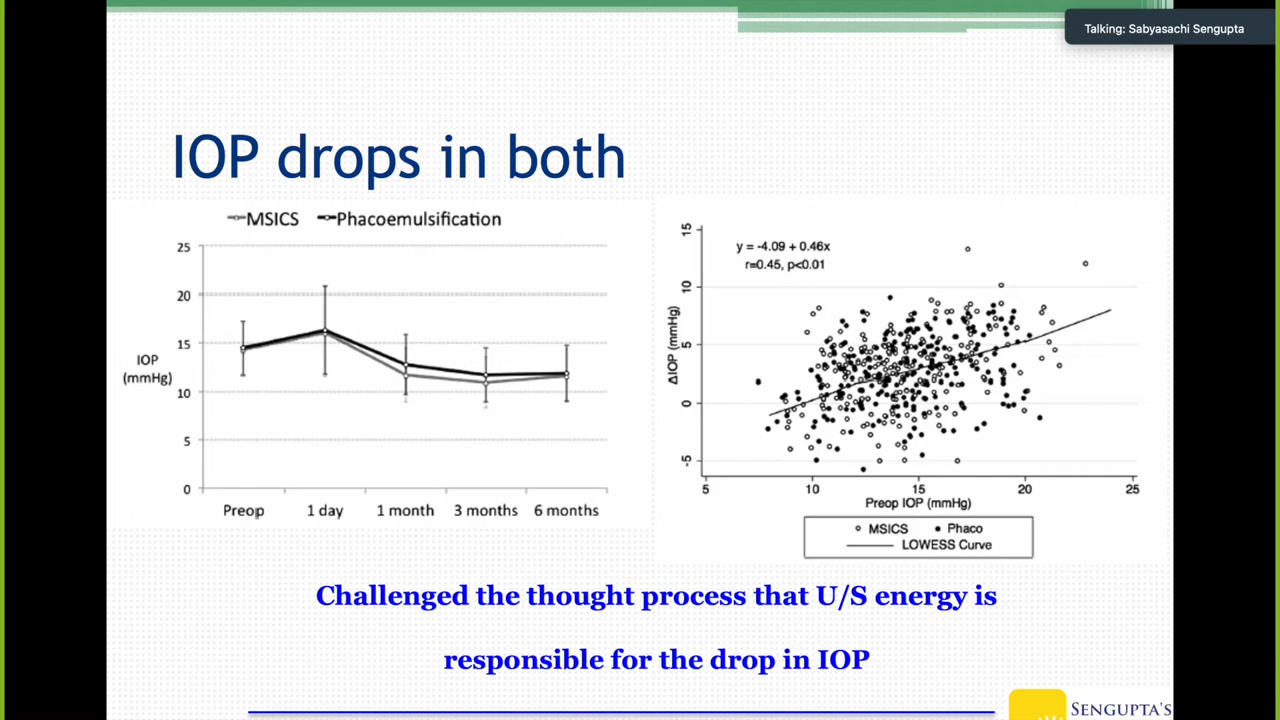 Talking: Sabyasachi Sengupta
IOP drops in both
MSICS Phacoemulsification
25
20
15
10
5
0
IOP
(mmHg)
Preop 1 day 1 month 3 months 6 months
y = -4.09 + 0.46x
r=0.45, p<0.01
15
10
5
0
-5
ΔIOP (mmHg)
5 10 15 20 25
Preop IOP (mmHg)
MSICS Phaco
LOWESS Curve
Challenged the thought process that U/S energy is
responsible for the drop in IOP
SENGUPTA'S